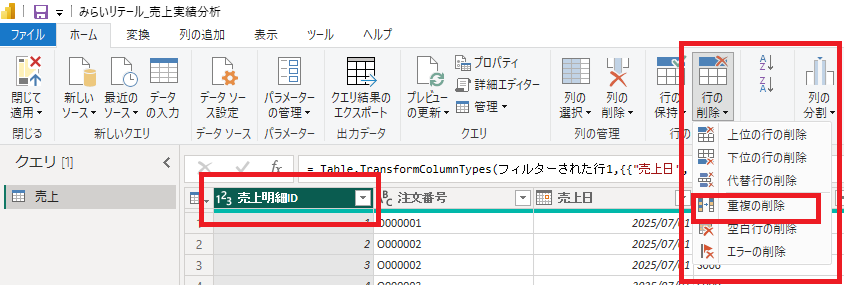 みらいリテール_売上実績分析
ファイル ホーム 変換 列の追加 表示 ツール ヘルプ
閉じて適用 新しいソース 最近のソース データの入力 データ ソース設定 パラメーターの管理 クエリ結果のエクスポート プレビューの更新 プロパティ 詳細エディター 管理 列の選択 列の削除 行の保持 行の削除 列の分割
閉じる 新しいクエリ データ ソース パラメーター 出力データ クエリ 列の管理
上位の行の削除
下位の行の削除
代替行の削除
重複の削除
空白行の削除
エラーの削除
クエリ [1]
売上
fx = Table.TransformColumnTypes(フィルターされた行1,{{"売上日",
123 売上明細ID ABC 注文番号 売上日
1 O000001 2025/07/01
2 2 O000002 2025/07/01
3 3 O000002 2025/07/01 S000